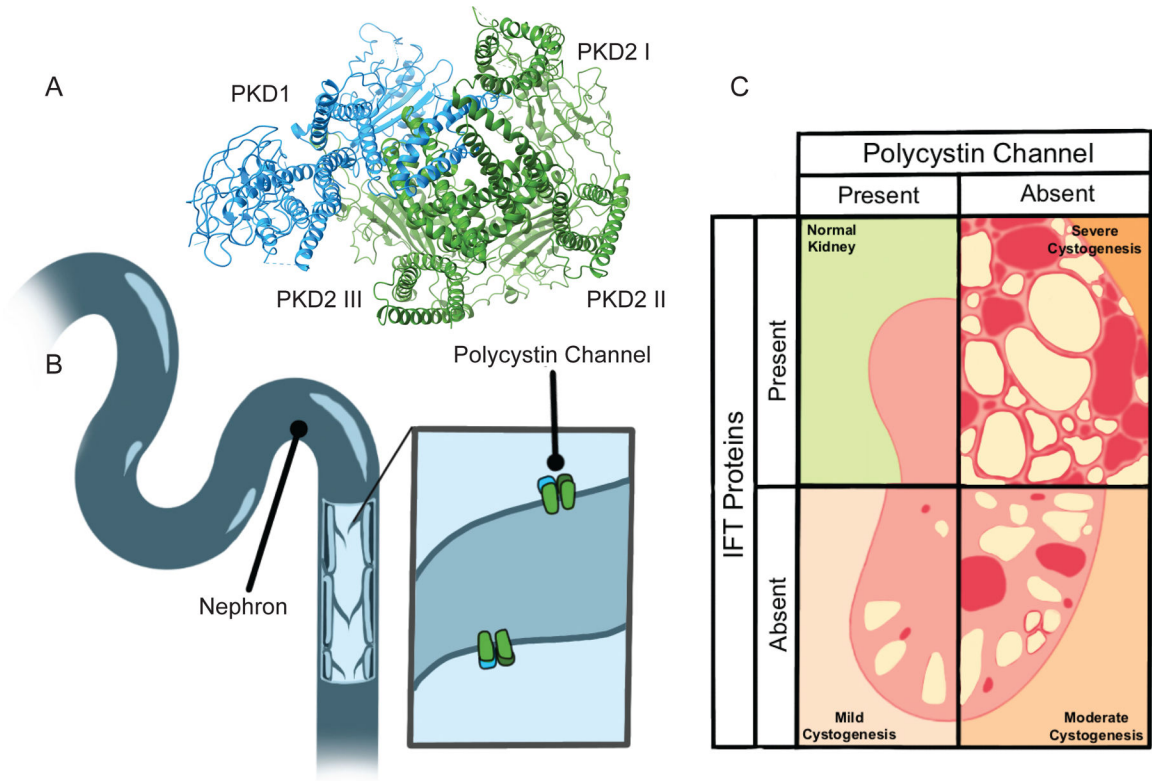 A
PKD1
PKD2 I
PKD2 III
PKD2 II
B
Polycystin Channel
Nephron
C
Polycystin Channel
Present
Absent
IFT Proteins
Present
Absent
Normal
Kidney
Severe
Cystogenesis
Mild
Cystogenesis
Moderate
Cystogenesis